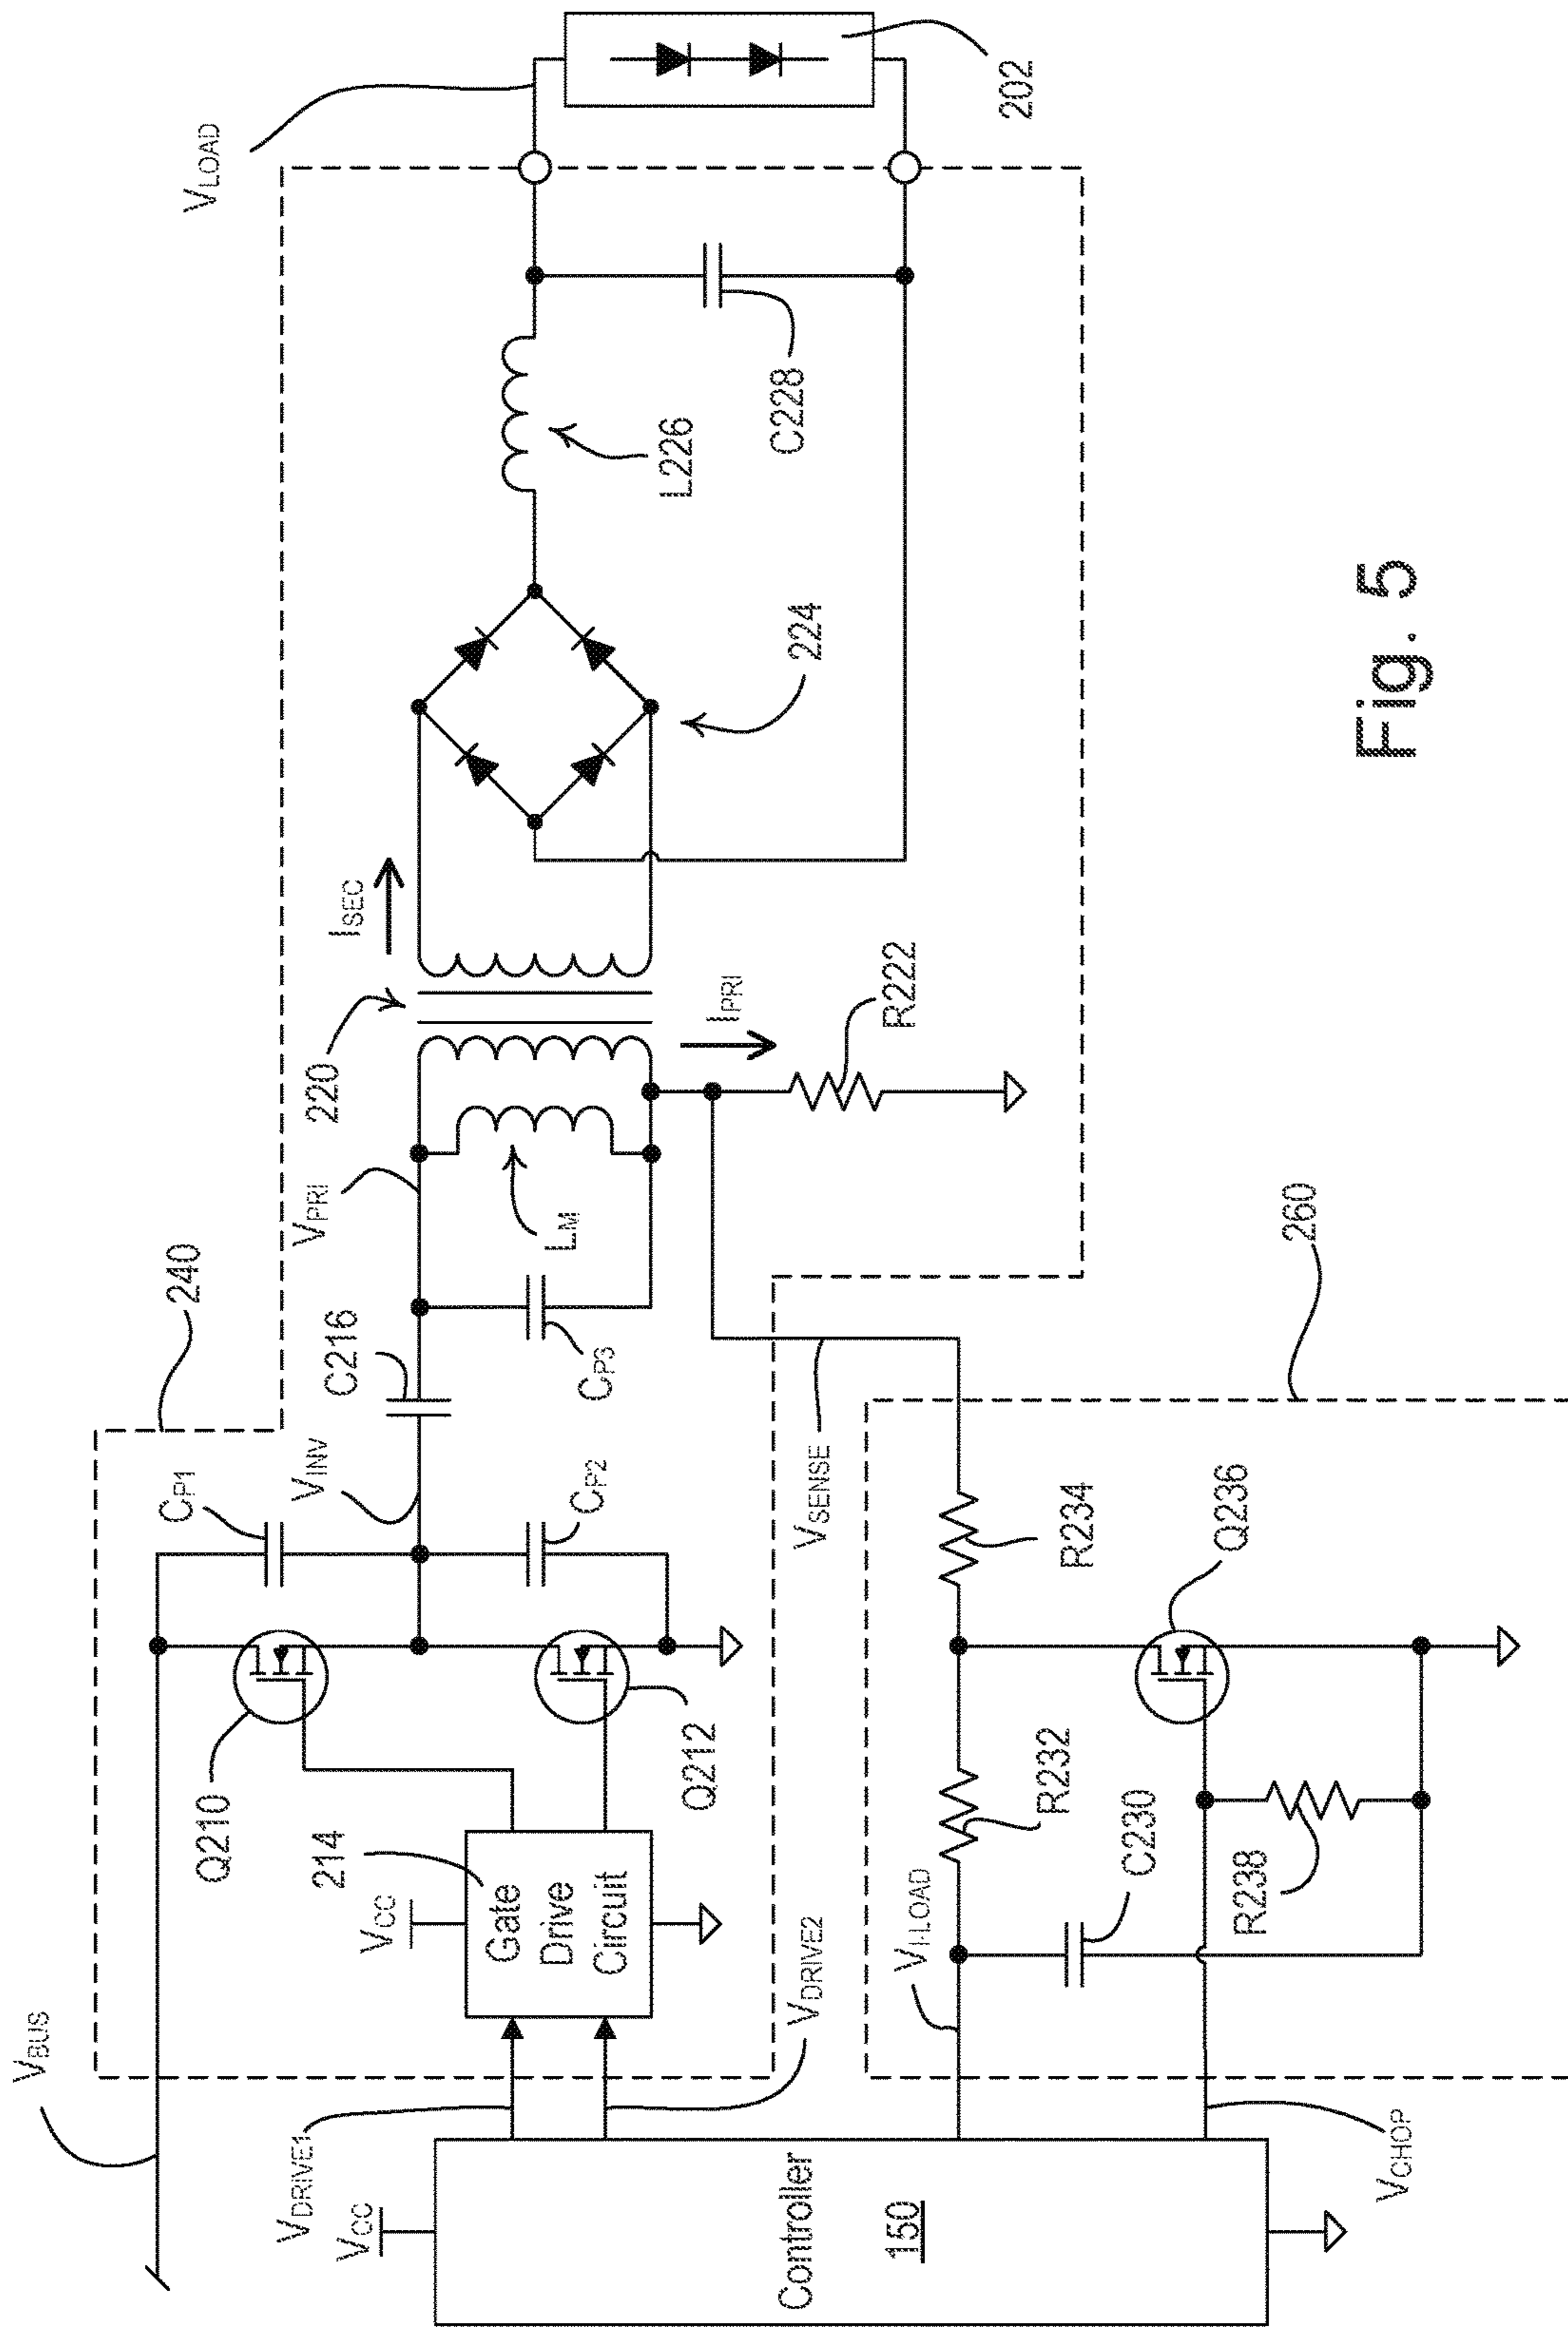 VBUS
VCC
VDRIVE1
Controller
150
VCHOP
VCC
214
Gate
Drive
Circuit
VDRIVE2
VI-LOAD
Q210
Q212
R232
C230
R238
CP1
VINV
CP2
VSENSE
R234
Q236
240
C216
CP3
260
VPRI
LM
220
IPRI
R222
ISEC
224
L226
C228
VLOAD
202
Fig. 5